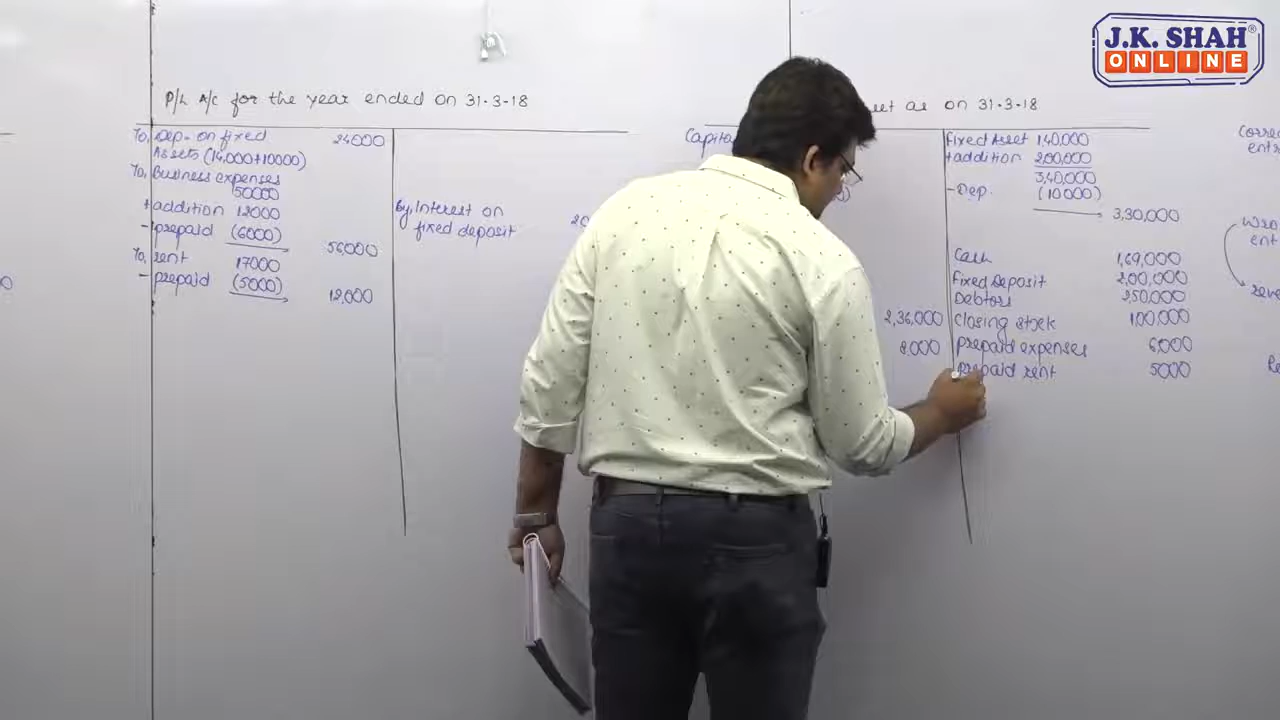 J.K. SHAH®
ONLINE
P/L A/C for the year ended on 31-3-18
To, Dep. on fixed 24000
Assets (14,000+10000)
To, Business expenses
50000
+ addition 12000
- prepaid (6000) 56000
To, rent 17000
- prepaid (5000) 12,000
By, Interest on
fixed deposit
as on 31-3-18
Capital
2,36,000
8,000
Fixed Asset 1,40,000
+ addition 2,00,000
3,40,000
- Dep. (10000)
3,30,000
Cash 1,69,000
Fixed Deposit 2,00,000
Debtors 250,000
closing stock 1,00,000
prepaid expenses 6000
prepaid rent 5000
0